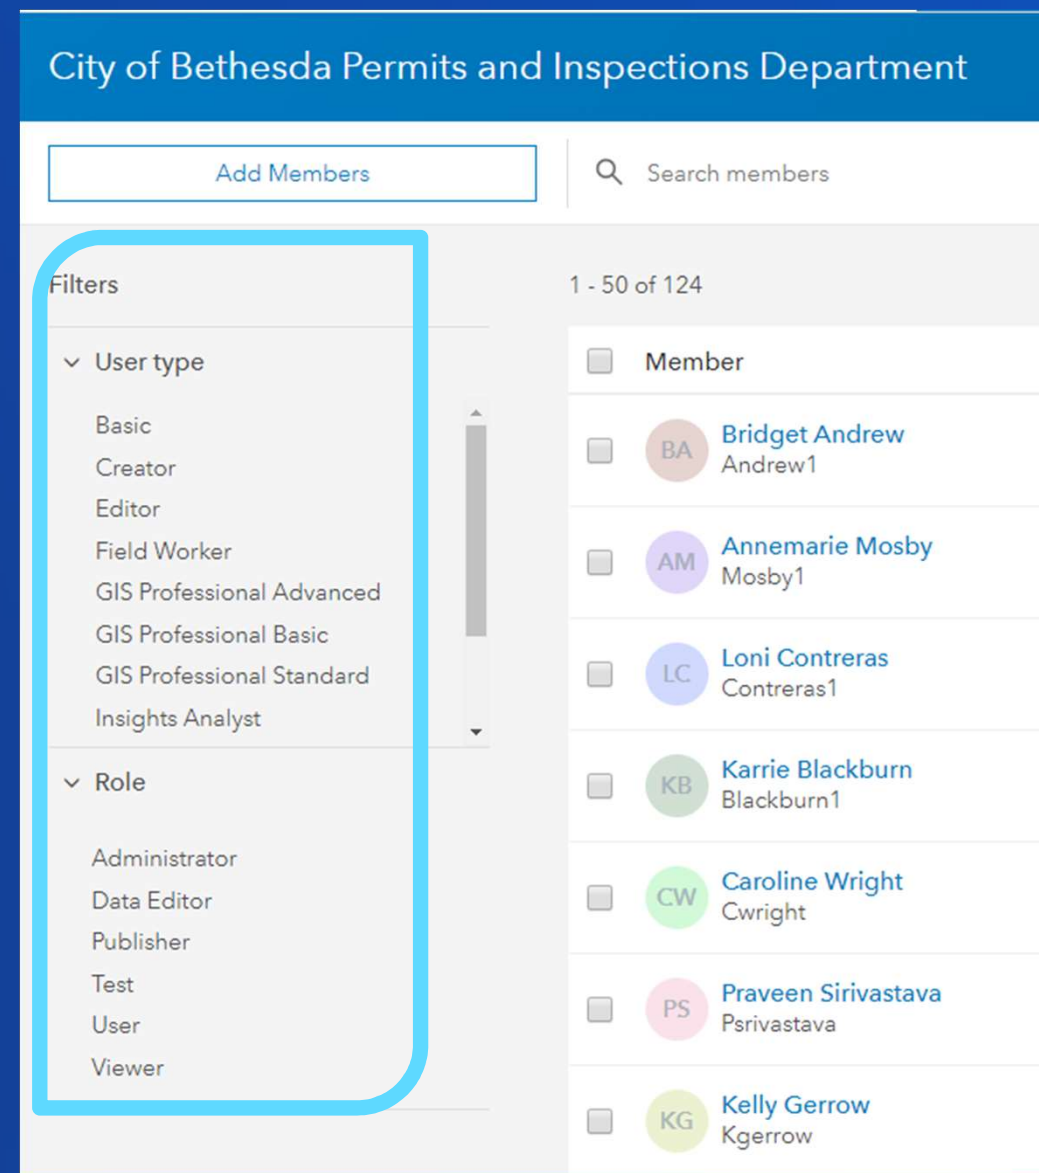 City of Bethesda Permits and Inspections Department
Add Members
Search members
Filters
User type
Basic
Creator
Editor
Field Worker
GIS Professional Advanced
GIS Professional Basic
GIS Professional Standard
Insights Analyst
Role
Administrator
Data Editor
Publisher
Test
User
Viewer
1 - 50 of 124
Member
BA
Bridget Andrew
Andrew1
AM
Annemarie Mosby
Mosby1
LC
Loni Contreras
Contreras1
KB
Karrie Blackburn
Blackburn1
CW
Caroline Wright
Cwright
PS
Praveen Sirivastava
Psrivastava
KG
Kelly Gerrow
Kgerrow